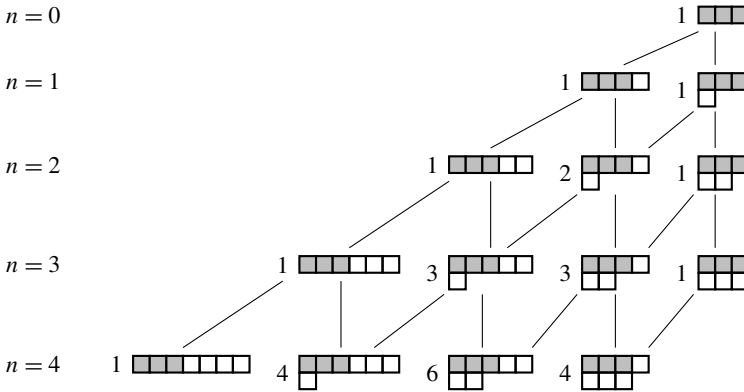 n = 0 1
n = 1 1 1
n = 2 1 2 1
n = 3 1 3 3 1
n = 4 1 4 6 4